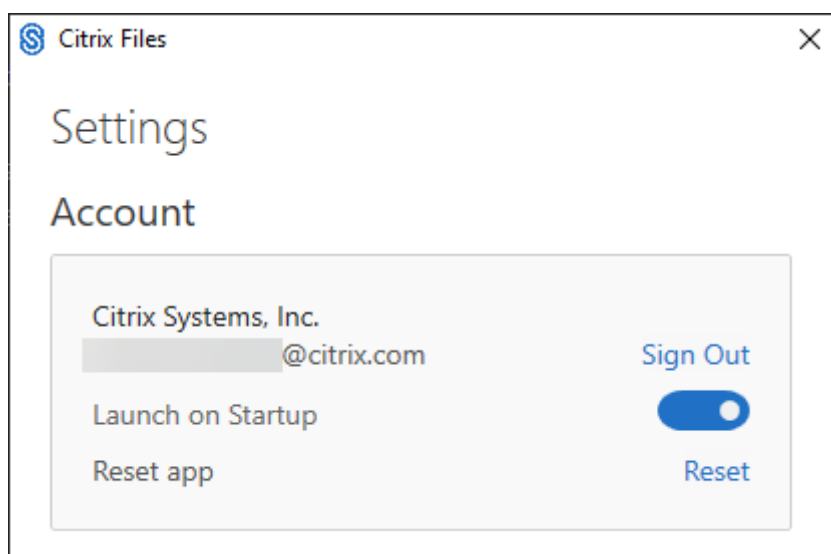 Citrix Files
Settings
Account
Citrix Systems, Inc.
@citrix.com
Sign Out
Launch on Startup
Reset app
Reset